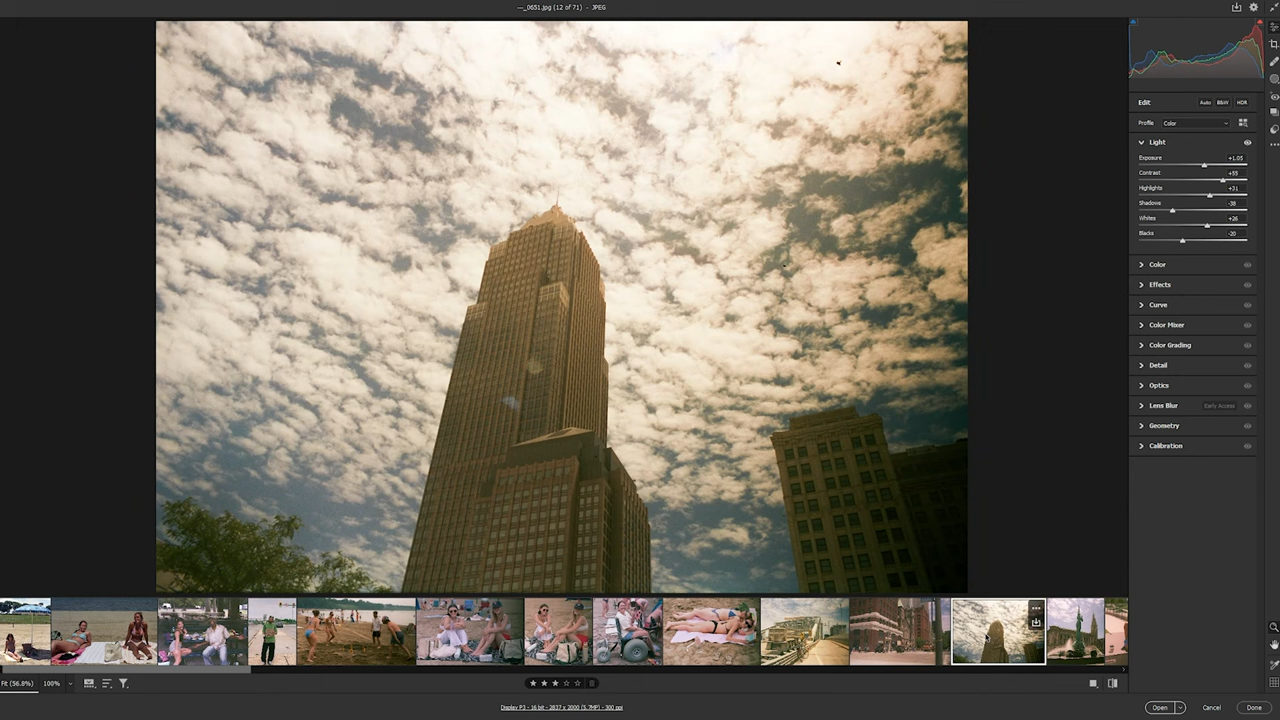 —_0651.jpg (12 of 71) - JPEG
Edit Auto B&W HDR
Profile Color
Light
Exposure +1.05
Contrast +55
Highlights +31
Shadows -38
Whites +26
Blacks -20
Color
Effects
Curve
Color Mixer
Color Grading
Detail
Optics
Lens Blur Early Access
Geometry
Calibration
Fit (56.8%) 100%
Display P3 - 16 bit - 2837 x 2000 (5.7MP) - 300 ppi
Open Cancel Done